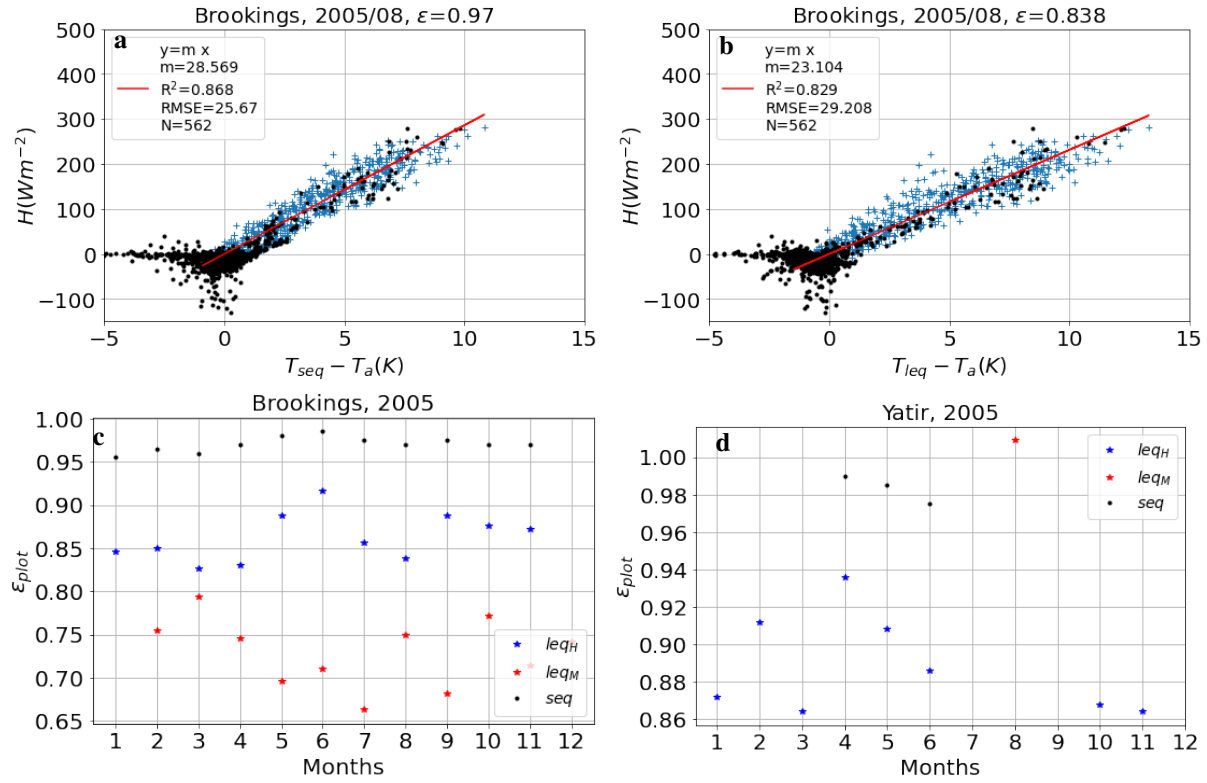 Brookings, 2005/08, ε=0.97
a
y=m x
m=28.569
R²=0.868
RMSE=25.67
N=562
500
400
300
200
100
0
−100
H(Wm⁻²)
−5 0 5 10 15
T_seq − T_a(K)
Brookings, 2005/08, ε=0.838
b
y=m x
m=23.104
R²=0.829
RMSE=29.208
N=562
500
400
300
200
100
0
−100
H(Wm⁻²)
−5 0 5 10 15
T_leq − T_a(K)
Brookings, 2005
c
1.00
0.95
0.90
0.85
0.80
0.75
0.70
0.65
ε_plot
leq_H
leq_M
seq
1 2 3 4 5 6 7 8 9 10 11 12
Months
Yatir, 2005
d
1.00
0.98
0.96
0.94
0.92
0.90
0.88
0.86
ε_plot
leq_H
leq_M
seq
1 2 3 4 5 6 7 8 9 10 11 12
Months